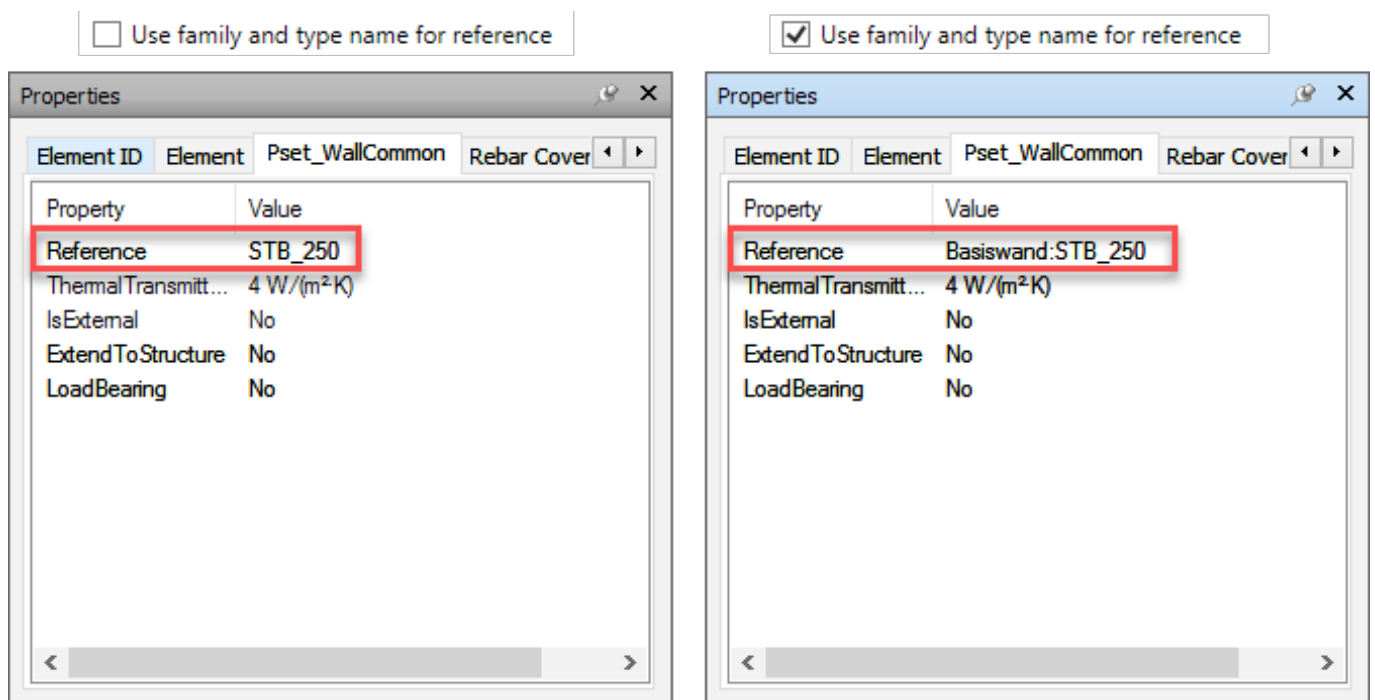 Use family and type name for reference
Properties
Element ID Element Pset_WallCommon Rebar Cover
Property Value
Reference STB_250
ThermalTransmitt... 4 W/(m²·K)
IsExternal No
ExtendToStructure No
LoadBearing No
Use family and type name for reference
Properties
Element ID Element Pset_WallCommon Rebar Cover
Property Value
Reference Basiswand:STB_250
ThermalTransmitt... 4 W/(m²·K)
IsExternal No
ExtendToStructure No
LoadBearing No